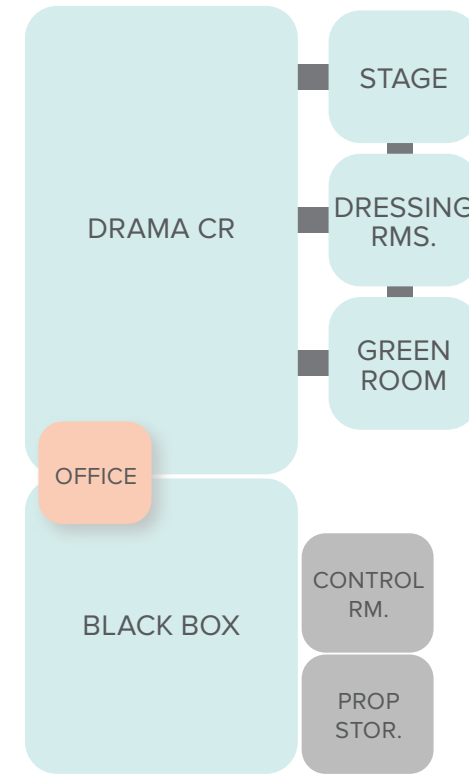 STAGE
DRAMA CR
DRESSING
RMS.
GREEN
ROOM
OFFICE
BLACK BOX
CONTROL
RM.
PROP
STOR.